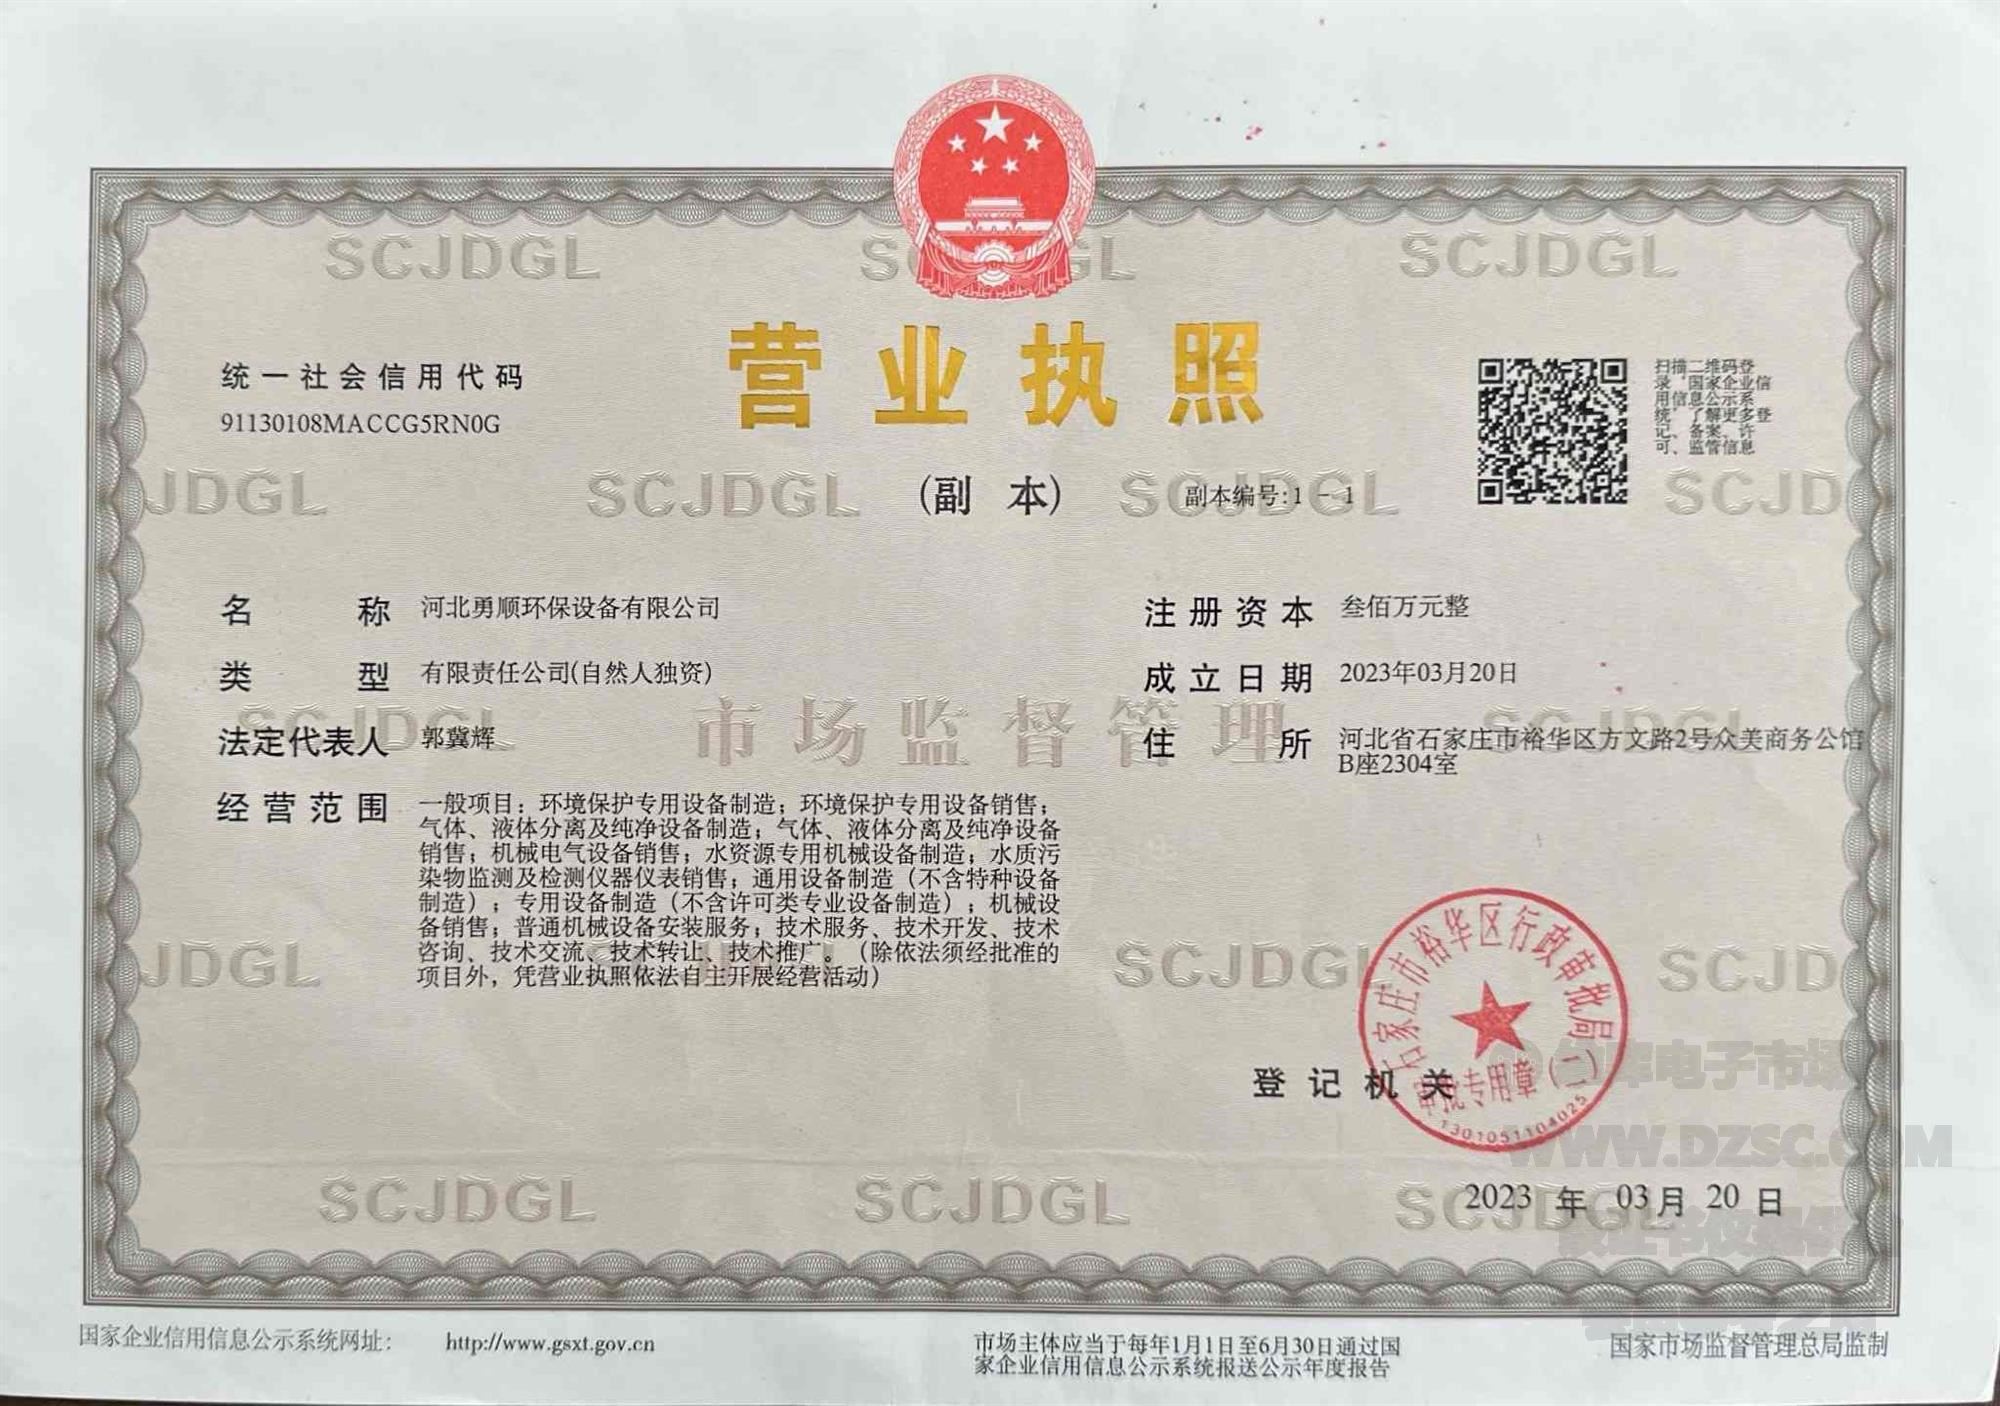 SCJDGL
SCJDGL
营业执照
统一社会信用代码
91130108MACCG5RN0G
扫描二维码登
录‘国家企业信
用信息公示系
统’了解更多登
记、备案、许
可、监管信息
JDGL
SCJDGL
(副 本)
SCJDGL
副本编号:1－1
SCJD
名 称 河北勇顺环保设备有限公司
注册资本 叁佰万元整
类 型 有限责任公司(自然人独资)
成立日期 2023年03月20日
SCJDGL
市场监督管理
SCJDGL
法定代表人 郭冀辉
住 所 河北省石家庄市裕华区方文路2号众美商务公馆
B座2304室
经营范围 一般项目：环境保护专用设备制造；环境保护专用设备销售；
气体、液体分离及纯净设备制造；气体、液体分离及纯净设备
销售；机械电气设备销售；水资源专用机械设备制造；水质污
染物监测及检测仪器仪表销售；通用设备制造（不含特种设备
制造）；专用设备制造（不含许可类专业设备制造）；机械设
备销售；普通机械设备安装服务；技术服务、技术开发、技术
咨询、技术交流、技术转让、技术推广。（除依法须经批准的
项目外，凭营业执照依法自主开展经营活动）
JDGL
SCJDGL
SCJD
石家庄市裕华区行政审批局
审批专用章
1301051104025
登记机关
电子市场
WWW.DZSC.COM
SCJDGL
SCJDGL
SCJDGL
2023 年 03月 20 日
国家企业信用信息公示系统网址： http://www.gsxt.gov.cn
市场主体应当于每年1月1日至6月30日通过国
家企业信用信息公示系统报送公示年度报告
国家市场监督管理总局监制